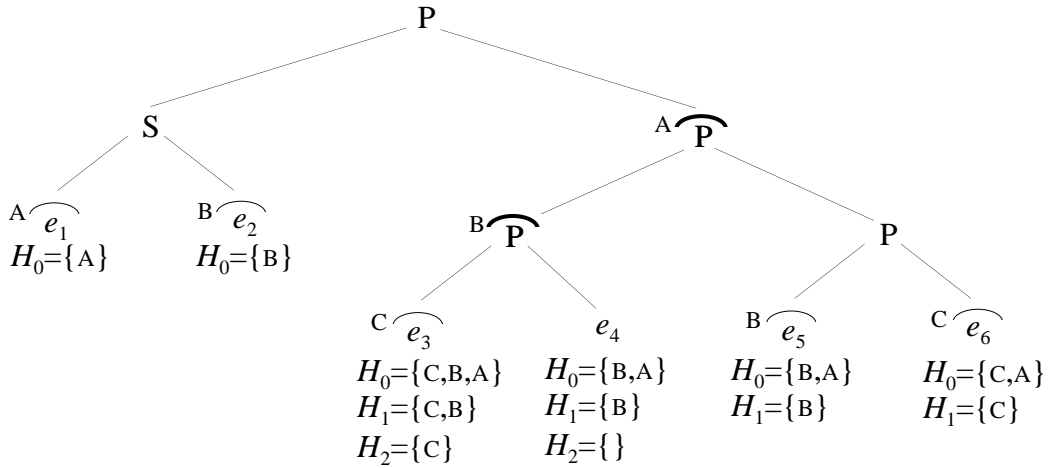 P
S
A P
A e₁
B e₂
B P
P
H₀={A}
H₀={B}
C e₃
e₄
B e₅
C e₆
H₀={C,B,A}
H₀={B,A}
H₀={B,A}
H₀={C,A}
H₁={C,B}
H₁={B}
H₁={B}
H₁={C}
H₂={C}
H₂={}